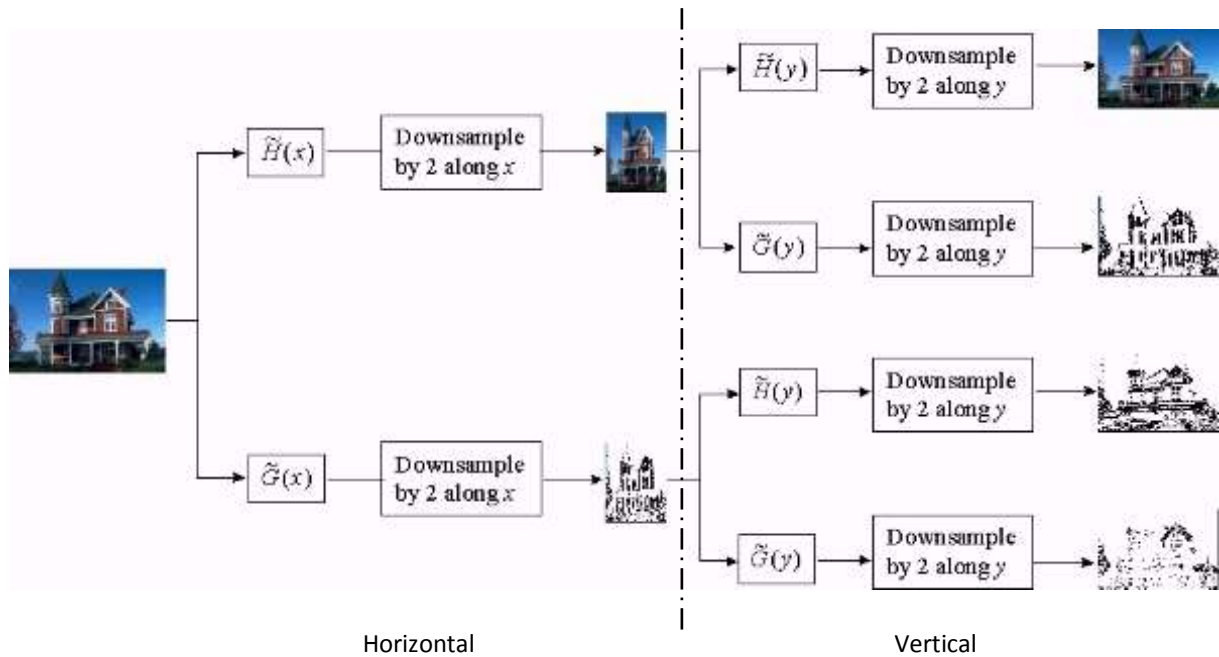 H̃(x)
Downsample
by 2 along x
G̃(x)
Downsample
by 2 along x
H̃(y)
Downsample
by 2 along y
G̃(y)
Downsample
by 2 along y
H̃(y)
Downsample
by 2 along y
G̃(y)
Downsample
by 2 along y
Horizontal
Vertical